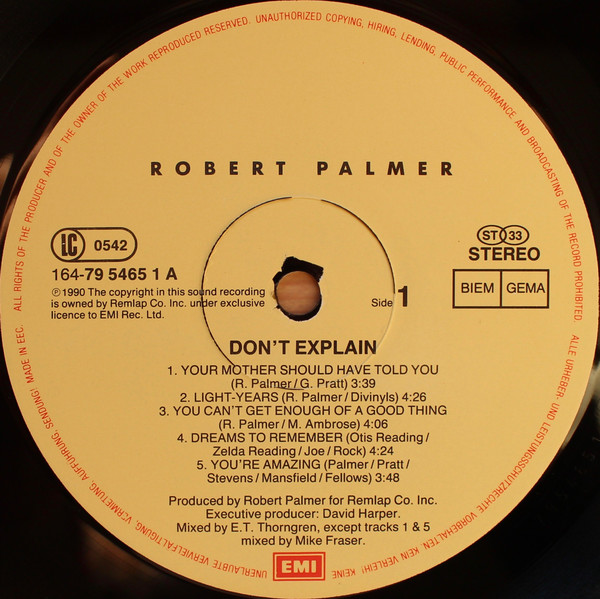 ALL RIGHTS OF THE PRODUCER AND OF THE OWNER OF THE WORK REPRODUCED RESERVED. UNAUTHORIZED COPYING, HIRING, LENDING, PUBLIC PERFORMANCE AND BROADCASTING OF THE RECORD PROHIBITED
ROBERT PALMER
LC 0542
164-79 5465 1 A
℗ 1990 The copyright in this sound recording
is owned by Remlap Co. Inc. under exclusive
licence to EMI Rec. Ltd.
ST 33
STEREO
BIEM GEMA
Side 1
DON'T EXPLAIN
1. YOUR MOTHER SHOULD HAVE TOLD YOU
(R. Palmer/G. Pratt) 3:39
2. LIGHT-YEARS (R. Palmer/Divinyls) 4:26
3. YOU CAN'T GET ENOUGH OF A GOOD THING
(R. Palmer/M. Ambrose) 4:06
4. DREAMS TO REMEMBER (Otis Reading/
Zelda Reading/Joe/Rock) 4:24
5. YOU'RE AMAZING (Palmer/Pratt/
Stevens/Mansfield/Fellows) 3:48
Produced by Robert Palmer for Remlap Co. Inc.
Executive producer: David Harper.
Mixed by E.T. Thorngren, except tracks 1 & 5
mixed by Mike Fraser.
EMI
ALLE URHEBER- UND LEISTUNGSSCHUTZRECHTE VORBEHALTEN. KEIN VERLEIH! KEINE UNERLAUBTE VERVIELFÄLTIGUNG, VERMIETUNG, AUFFÜHRUNG, SENDUNG! MADE IN EEC.